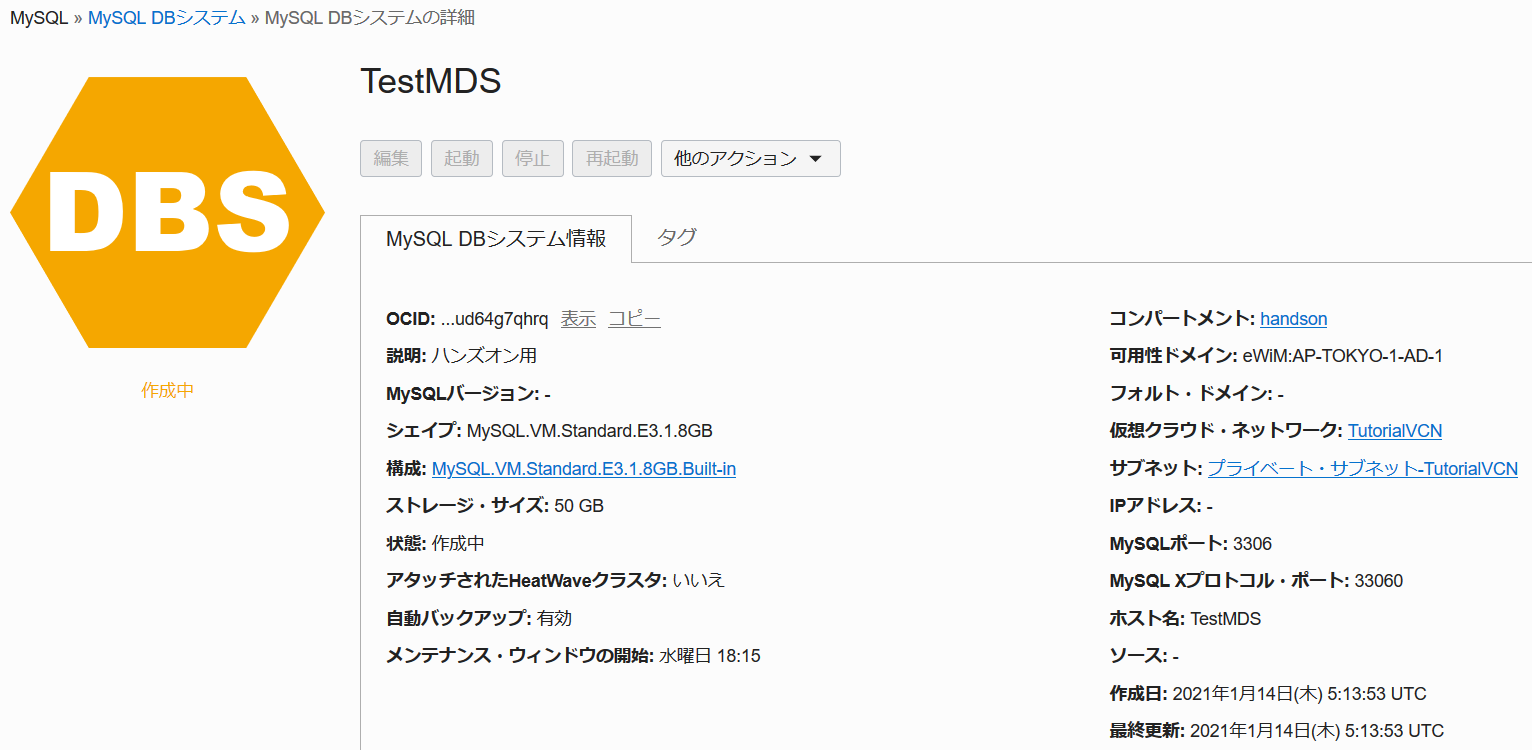 MySQL » MySQL DBシステム » MySQL DBシステムの詳細
DBS
作成中
TestMDS
編集 起動 停止 再起動 他のアクション
MySQL DBシステム情報 タグ
OCID: ...ud64g7qhrq 表示 コピー
説明: ハンズオン用
MySQLバージョン: -
シェイプ: MySQL.VM.Standard.E3.1.8GB
構成: MySQL.VM.Standard.E3.1.8GB.Built-in
ストレージ・サイズ: 50 GB
状態: 作成中
アタッチされたHeatWaveクラスタ: いいえ
自動バックアップ: 有効
メンテナンス・ウィンドウの開始: 水曜日 18:15
コンパートメント: handson
可用性ドメイン: eWiM:AP-TOKYO-1-AD-1
フォルト・ドメイン: -
仮想クラウド・ネットワーク: TutorialVCN
サブネット: プライベート・サブネット-TutorialVCN
IPアドレス: -
MySQLポート: 3306
MySQL Xプロトコル・ポート: 33060
ホスト名: TestMDS
ソース: -
作成日: 2021年1月14日(木) 5:13:53 UTC
最終更新: 2021年1月14日(木) 5:13:53 UTC